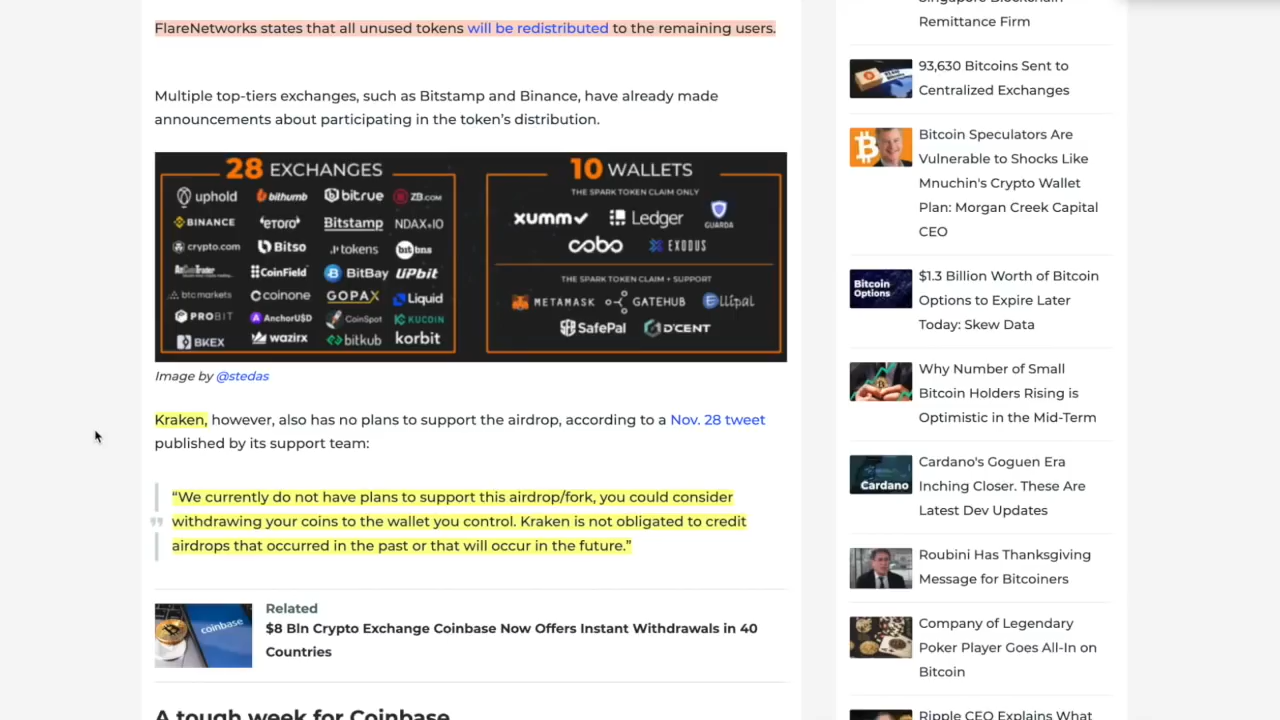 FlareNetworks states that all unused tokens will be redistributed to the remaining users.
Multiple top-tiers exchanges, such as Bitstamp and Binance, have already made
announcements about participating in the token’s distribution.
28 EXCHANGES
uphold bithumb bitrue ZB.COM
BINANCE eTORO Bitstamp NDAX+IO
crypto.com Bitso tokens bitbns
CoinField BitBay UPbit
btc markets coinone GOPAX Liquid
PROBIT AnchorUSD CoinSpot KUCOIN
BKEX wazirx bitkub korbit
10 WALLETS
THE SPARK TOKEN CLAIM ONLY
xumm Ledger GUARDA
cobo EXODUS
THE SPARK TOKEN CLAIM + SUPPORT
METAMASK GATEHUB Ellipal
SafePal D'CENT
Image by @stedas
Kraken, however, also has no plans to support the airdrop, according to a Nov. 28 tweet
published by its support team:
“We currently do not have plans to support this airdrop/fork, you could consider
withdrawing your coins to the wallet you control. Kraken is not obligated to credit
airdrops that occurred in the past or that will occur in the future.”
coinbase
Related
$8 Bln Crypto Exchange Coinbase Now Offers Instant Withdrawals in 40
Countries
A tough week for Coinbase
Singapore Blockchain
Remittance Firm
93,630 Bitcoins Sent to
Centralized Exchanges
Bitcoin Speculators Are
Vulnerable to Shocks Like
Mnuchin's Crypto Wallet
Plan: Morgan Creek Capital
CEO
Bitcoin
Options
$1.3 Billion Worth of Bitcoin
Options to Expire Later
Today: Skew Data
Why Number of Small
Bitcoin Holders Rising is
Optimistic in the Mid-Term
Cardano
Cardano's Goguen Era
Inching Closer. These Are
Latest Dev Updates
Roubini Has Thanksgiving
Message for Bitcoiners
Company of Legendary
Poker Player Goes All-In on
Bitcoin
Ripple CEO Explains What